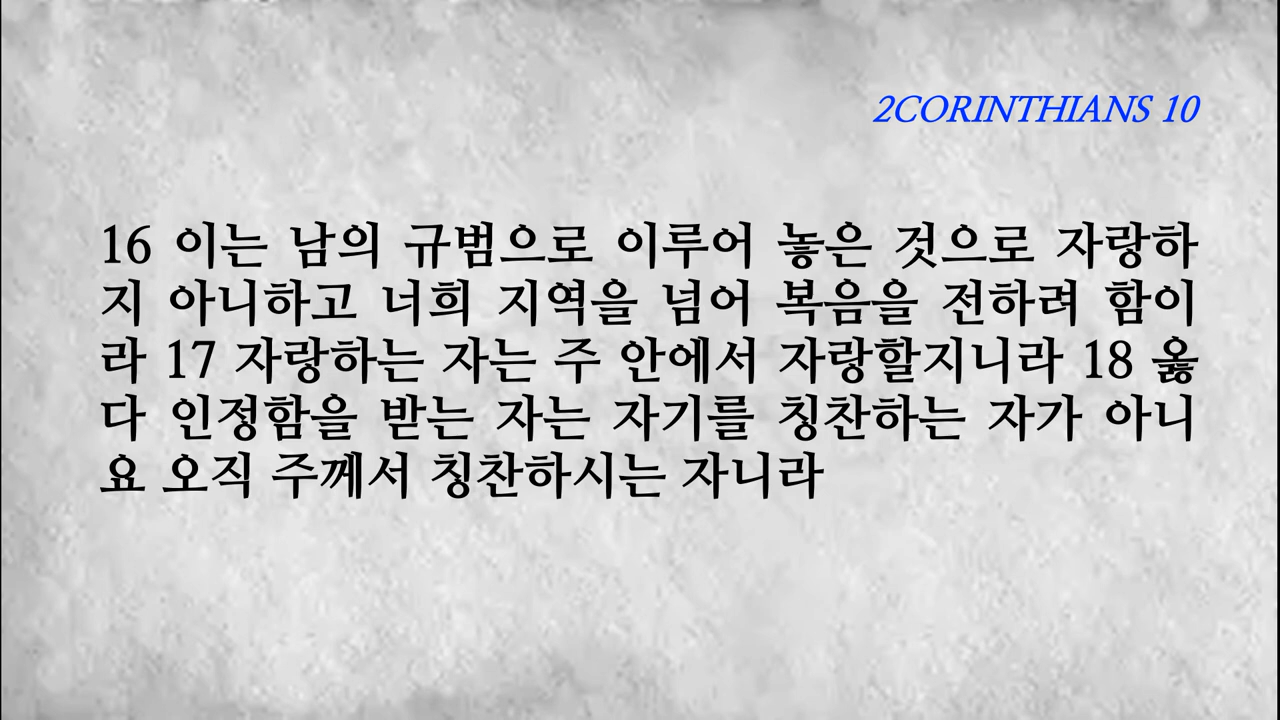 2CORINTHIANS 10
16 이는 남의 규범으로 이루어 놓은 것으로 자랑하
지 아니하고 너희 지역을 넘어 복음을 전하려 함이
라 17 자랑하는 자는 주 안에서 자랑할지니라 18 옳
다 인정함을 받는 자는 자기를 칭찬하는 자가 아니
요 오직 주께서 칭찬하시는 자니라